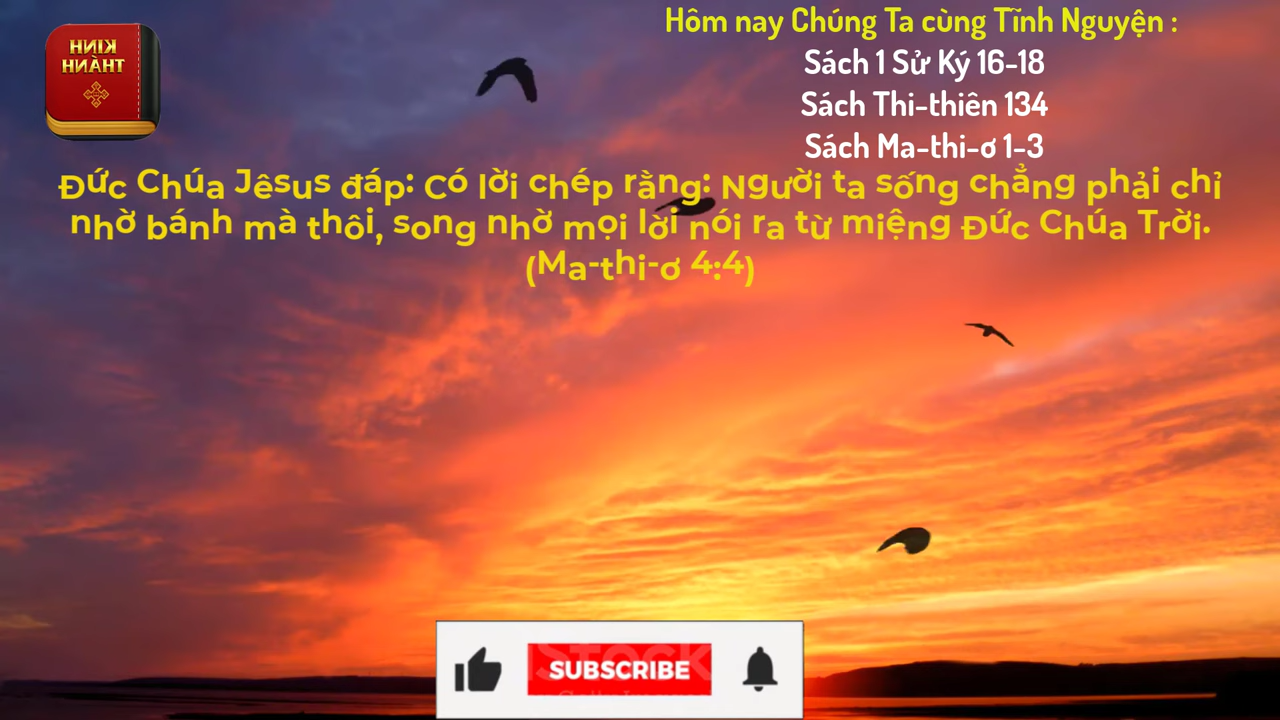 KINH
THÁNH
Hôm nay Chúng Ta cùng Tĩnh Nguyện :
Sách 1 Sử Ký 16-18
Sách Thi-thiên 134
Sách Ma-thi-ơ 1-3
Đức Chúa Jêsus đáp: Có lời chép rằng: Người ta sống chẳng phải chỉ
nhờ bánh mà thôi, song nhờ mọi lời nói ra từ miệng Đức Chúa Trời.
(Ma-thi-ơ 4:4)
SUBSCRIBE